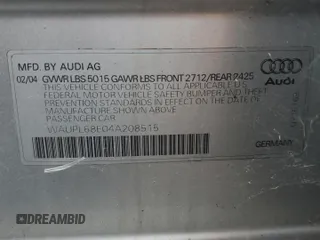 MFD. BY AUDI AG
02/04 GVWR LBS 5015 GAWR LBS FRONT 2712/REAR 2425
THIS VEHICLE CONFORMS TO ALL APPLICABLE U.S.
FEDERAL MOTOR VEHICLE SAFETY BUMPER, AND THEFT
PREVENTION STANDARDS IN EFFECT ON THE DATE OF
MANUFACTURE SHOWN ABOVE
PASSENGER CAR
WAUPL68E04A208515
Audi
GERMANY
DREAMBID